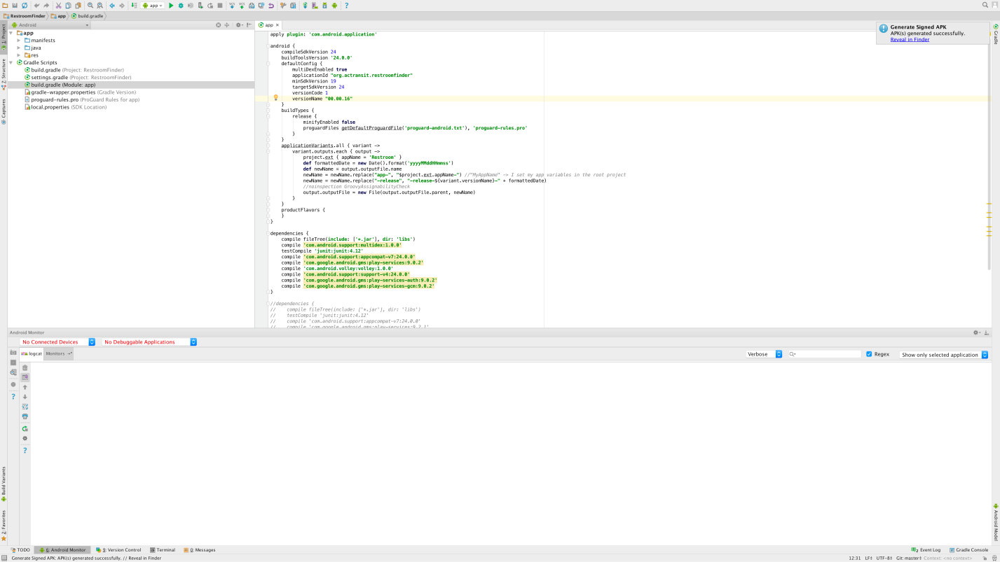 app
RestroomFinder
app
build.gradle
Android
app
manifests
java
res
Gradle Scripts
build.gradle (Project: RestroomFinder)
settings.gradle (Project: RestroomFinder)
build.gradle (Module: app)
gradle-wrapper.properties (Gradle Version)
proguard-rules.pro (ProGuard Rules for app)
local.properties (SDK Location)
1: Project
7: Structure
Captures
Build Variants
2: Favorites
app
apply plugin: 'com.android.application'
android {
compileSdkVersion 24
buildToolsVersion '24.0.0'
defaultConfig {
multiDexEnabled true
applicationId "org.actransit.restroomfinder"
minSdkVersion 19
targetSdkVersion 24
versionCode 1
versionName "00.00.16"
}
buildTypes {
release {
minifyEnabled false
proguardFiles getDefaultProguardFile('proguard-android.txt'), 'proguard-rules.pro'
}
}
applicationVariants.all { variant ->
variant.outputs.each { output ->
project.ext { appName = 'Restroom' }
def formattedDate = new Date().format('yyyyMMddHHmmss')
def newName = output.outputFile.name
newName = newName.replace("app-", "$project.ext.appName-") //"MyAppName" -> I set my app variables in the root project
newName = newName.replace("-release", "-release-${variant.versionName}-" + formattedDate)
//noinspection GroovyAssignabilityCheck
output.outputFile = new File(output.outputFile.parent, newName)
}
}
productFlavors {
}
}
dependencies {
compile fileTree(include: ['*.jar'], dir: 'libs')
compile 'com.android.support:multidex:1.0.0'
testCompile 'junit:junit:4.12'
compile 'com.android.support:appcompat-v7:24.0.0'
compile 'com.google.android.gms:play-services:9.0.2'
compile 'com.android.volley:volley:1.0.0'
compile 'com.android.support:support-v4:24.0.0'
compile 'com.google.android.gms:play-services-auth:9.0.2'
compile 'com.google.android.gms:play-services-gcm:9.0.2'
}
//dependencies {
// compile fileTree(include: ['*.jar'], dir: 'libs')
// testCompile 'junit:junit:4.12'
// compile 'com.android.support:appcompat-v7:24.0.0'
// compile 'com.google.android.gms:play-services:9.2.1'
Generate Signed APK
APK(s) generated successfully.
Reveal in Finder
Gradle
Android Model
Android Monitor
No Connected Devices
No Debuggable Applications
logcat
Monitors
Verbose
Regex
Show only selected application
TODO
6: Android Monitor
9: Version Control
Terminal
0: Messages
2 Event Log
Gradle Console
Generate Signed APK: APK(s) generated successfully. // Reveal in Finder
12:31 LF UTF-8 Git: master Context: <no context>